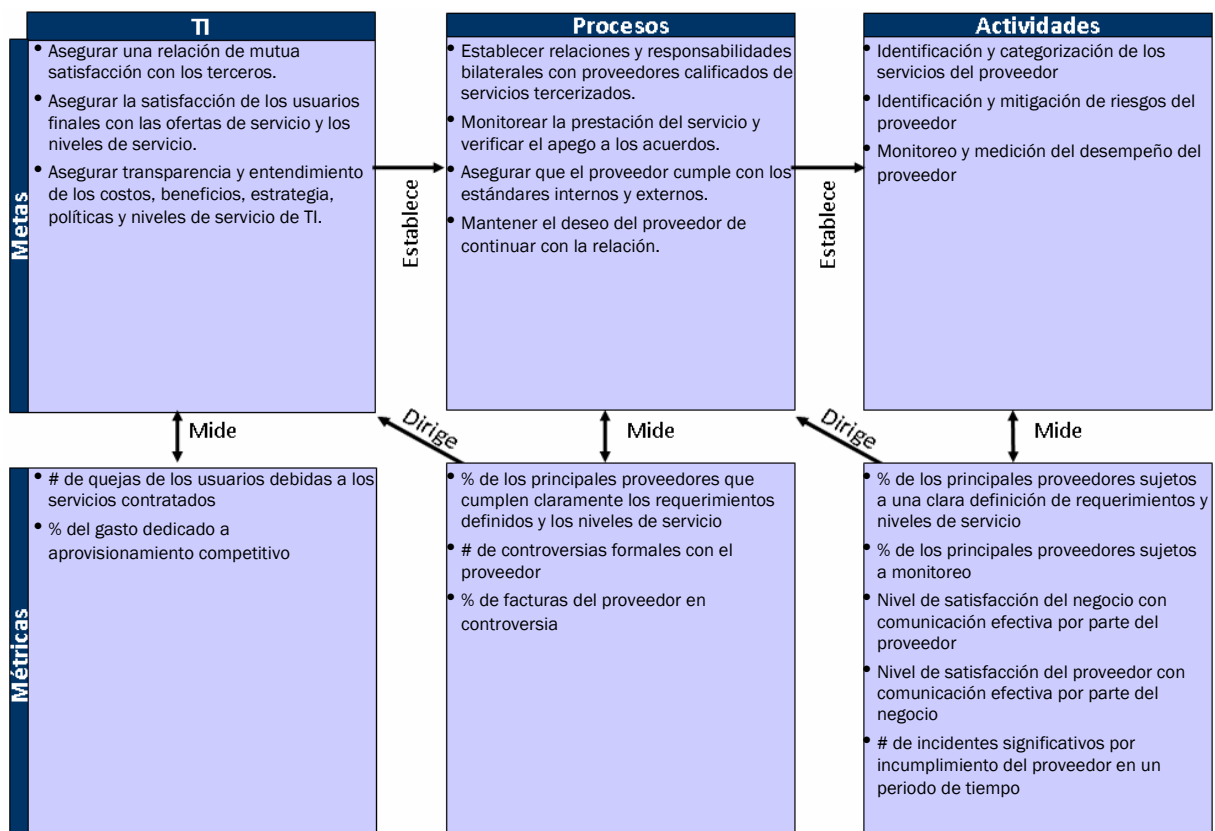 TI
Procesos
Actividades
Metas
• Asegurar una relación de mutua
satisfacción con los terceros.
• Asegurar la satisfacción de los usuarios
finales con las ofertas de servicio y los
niveles de servicio.
• Asegurar transparencia y entendimiento
de los costos, beneficios, estrategia,
políticas y niveles de servicio de TI.
Establece
• Establecer relaciones y responsabilidades
bilaterales con proveedores calificados de
servicios tercerizados.
• Monitorear la prestación del servicio y
verificar el apego a los acuerdos.
• Asegurar que el proveedor cumple con los
estándares internos y externos.
• Mantener el deseo del proveedor de
continuar con la relación.
Establece
• Identificación y categorización de los
servicios del proveedor
• Identificación y mitigación de riesgos del
proveedor
• Monitoreo y medición del desempeño del
proveedor
Mide
Dirige
Mide
Dirige
Mide
Métricas
• # de quejas de los usuarios debidas a los
servicios contratados
• % del gasto dedicado a
aprovisionamiento competitivo
• % de los principales proveedores que
cumplen claramente los requerimientos
definidos y los niveles de servicio
• # de controversias formales con el
proveedor
• % de facturas del proveedor en
controversia
• % de los principales proveedores sujetos
a una clara definición de requerimientos y
niveles de servicio
• % de los principales proveedores sujetos
a monitoreo
• Nivel de satisfacción del negocio con
comunicación efectiva por parte del
proveedor
• Nivel de satisfacción del proveedor con
comunicación efectiva por parte del
negocio
• # de incidentes significativos por
incumplimiento del proveedor en un
periodo de tiempo